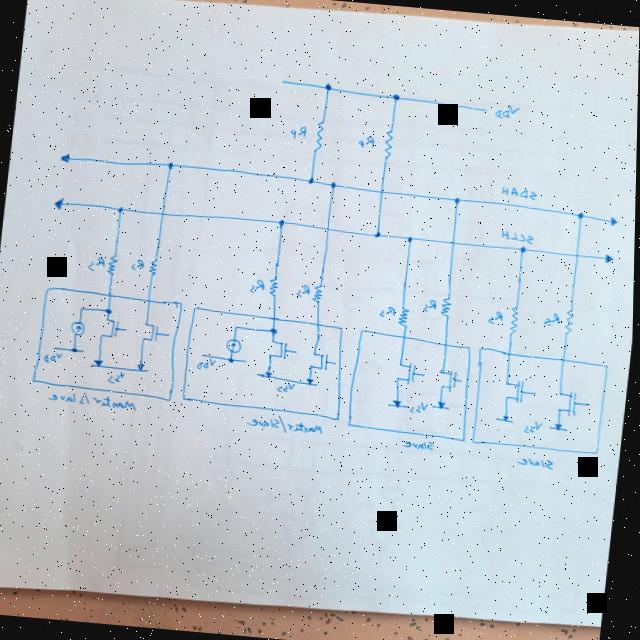 VDD
Rp Rp
SDAH
SCLH
Rs Rs Rs Rs Rs Rs Rs Rs
VDD VSS VDD VSS VSS VSS
Master/Slave Master/Slave Slave Slave